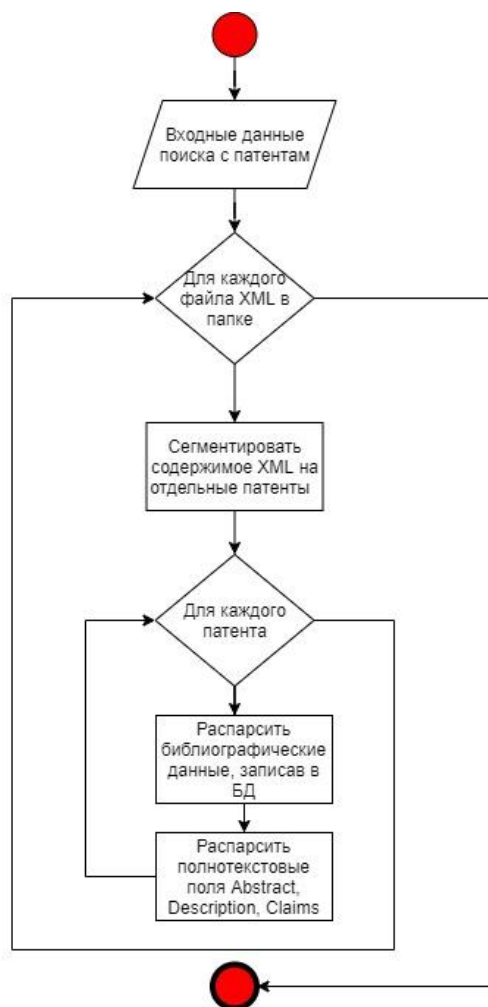 Входные данные
поиска с патентам
Для каждого
файла XML в
папке
Сегментировать
содержимое XML на
отдельные патенты
Для каждого
патента
Распарсить
библиографические
данные, записав в
БД
Распарсить
полнотекстовые
поля Abstract,
Description, Claims